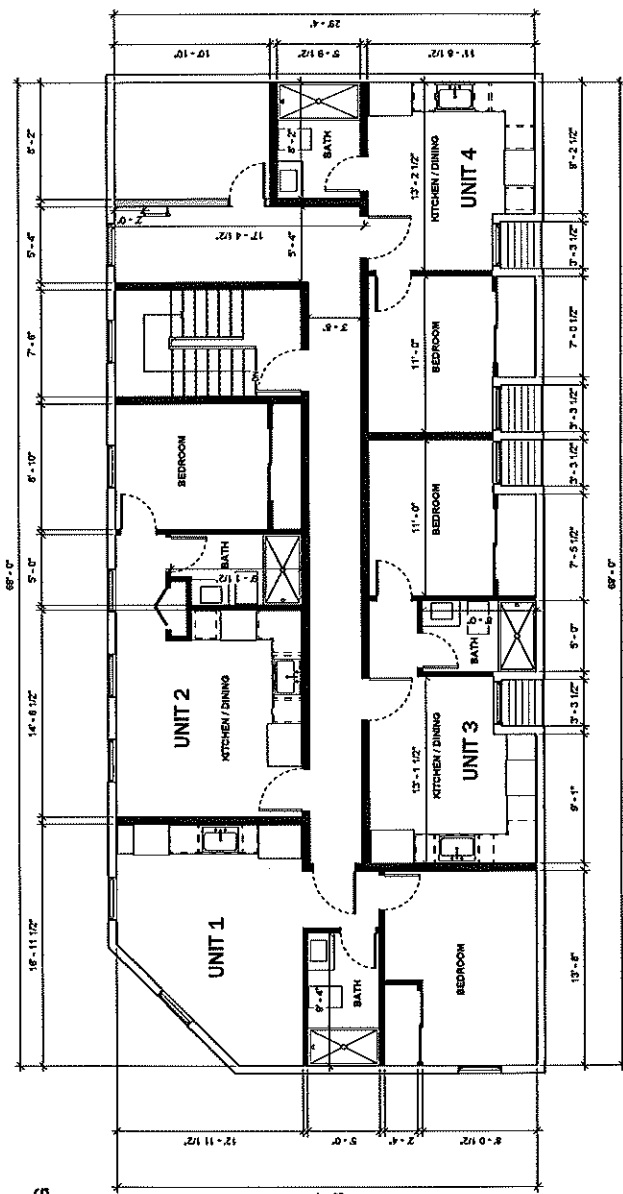 29'- 4"
10'- 10"
5'- 9 1/2"
11'- 8 1/2"
68'- 0"
5'- 4"
7'- 6"
5'- 0"
14'- 6 1/2"
16'- 11 1/2"
2'- 0"
17'- 4 1/2"
5'- 4"
3'- 8"
BATH
13'- 2 1/2"
KITCHEN / DINING
UNIT 4
BEDROOM
11'- 0"
BEDROOM
11'- 0"
BEDROOM
BATH
UNIT 2
KITCHEN / DINING
BATH
13'- 1 1/2"
KITCHEN / DINING
UNIT 3
UNIT 1
BATH
9'- 4"
BEDROOM
9'- 2 1/2"
3'- 3 1/2"
7'- 0 1/2"
3'- 3 1/2"
3'- 3 1/2"
7'- 5 1/2"
5'- 0"
3'- 3 1/2"
9'- 1"
13'- 8"
12'- 11 1/2"
5'- 0"
2'- 4"
8'- 0 1/2"